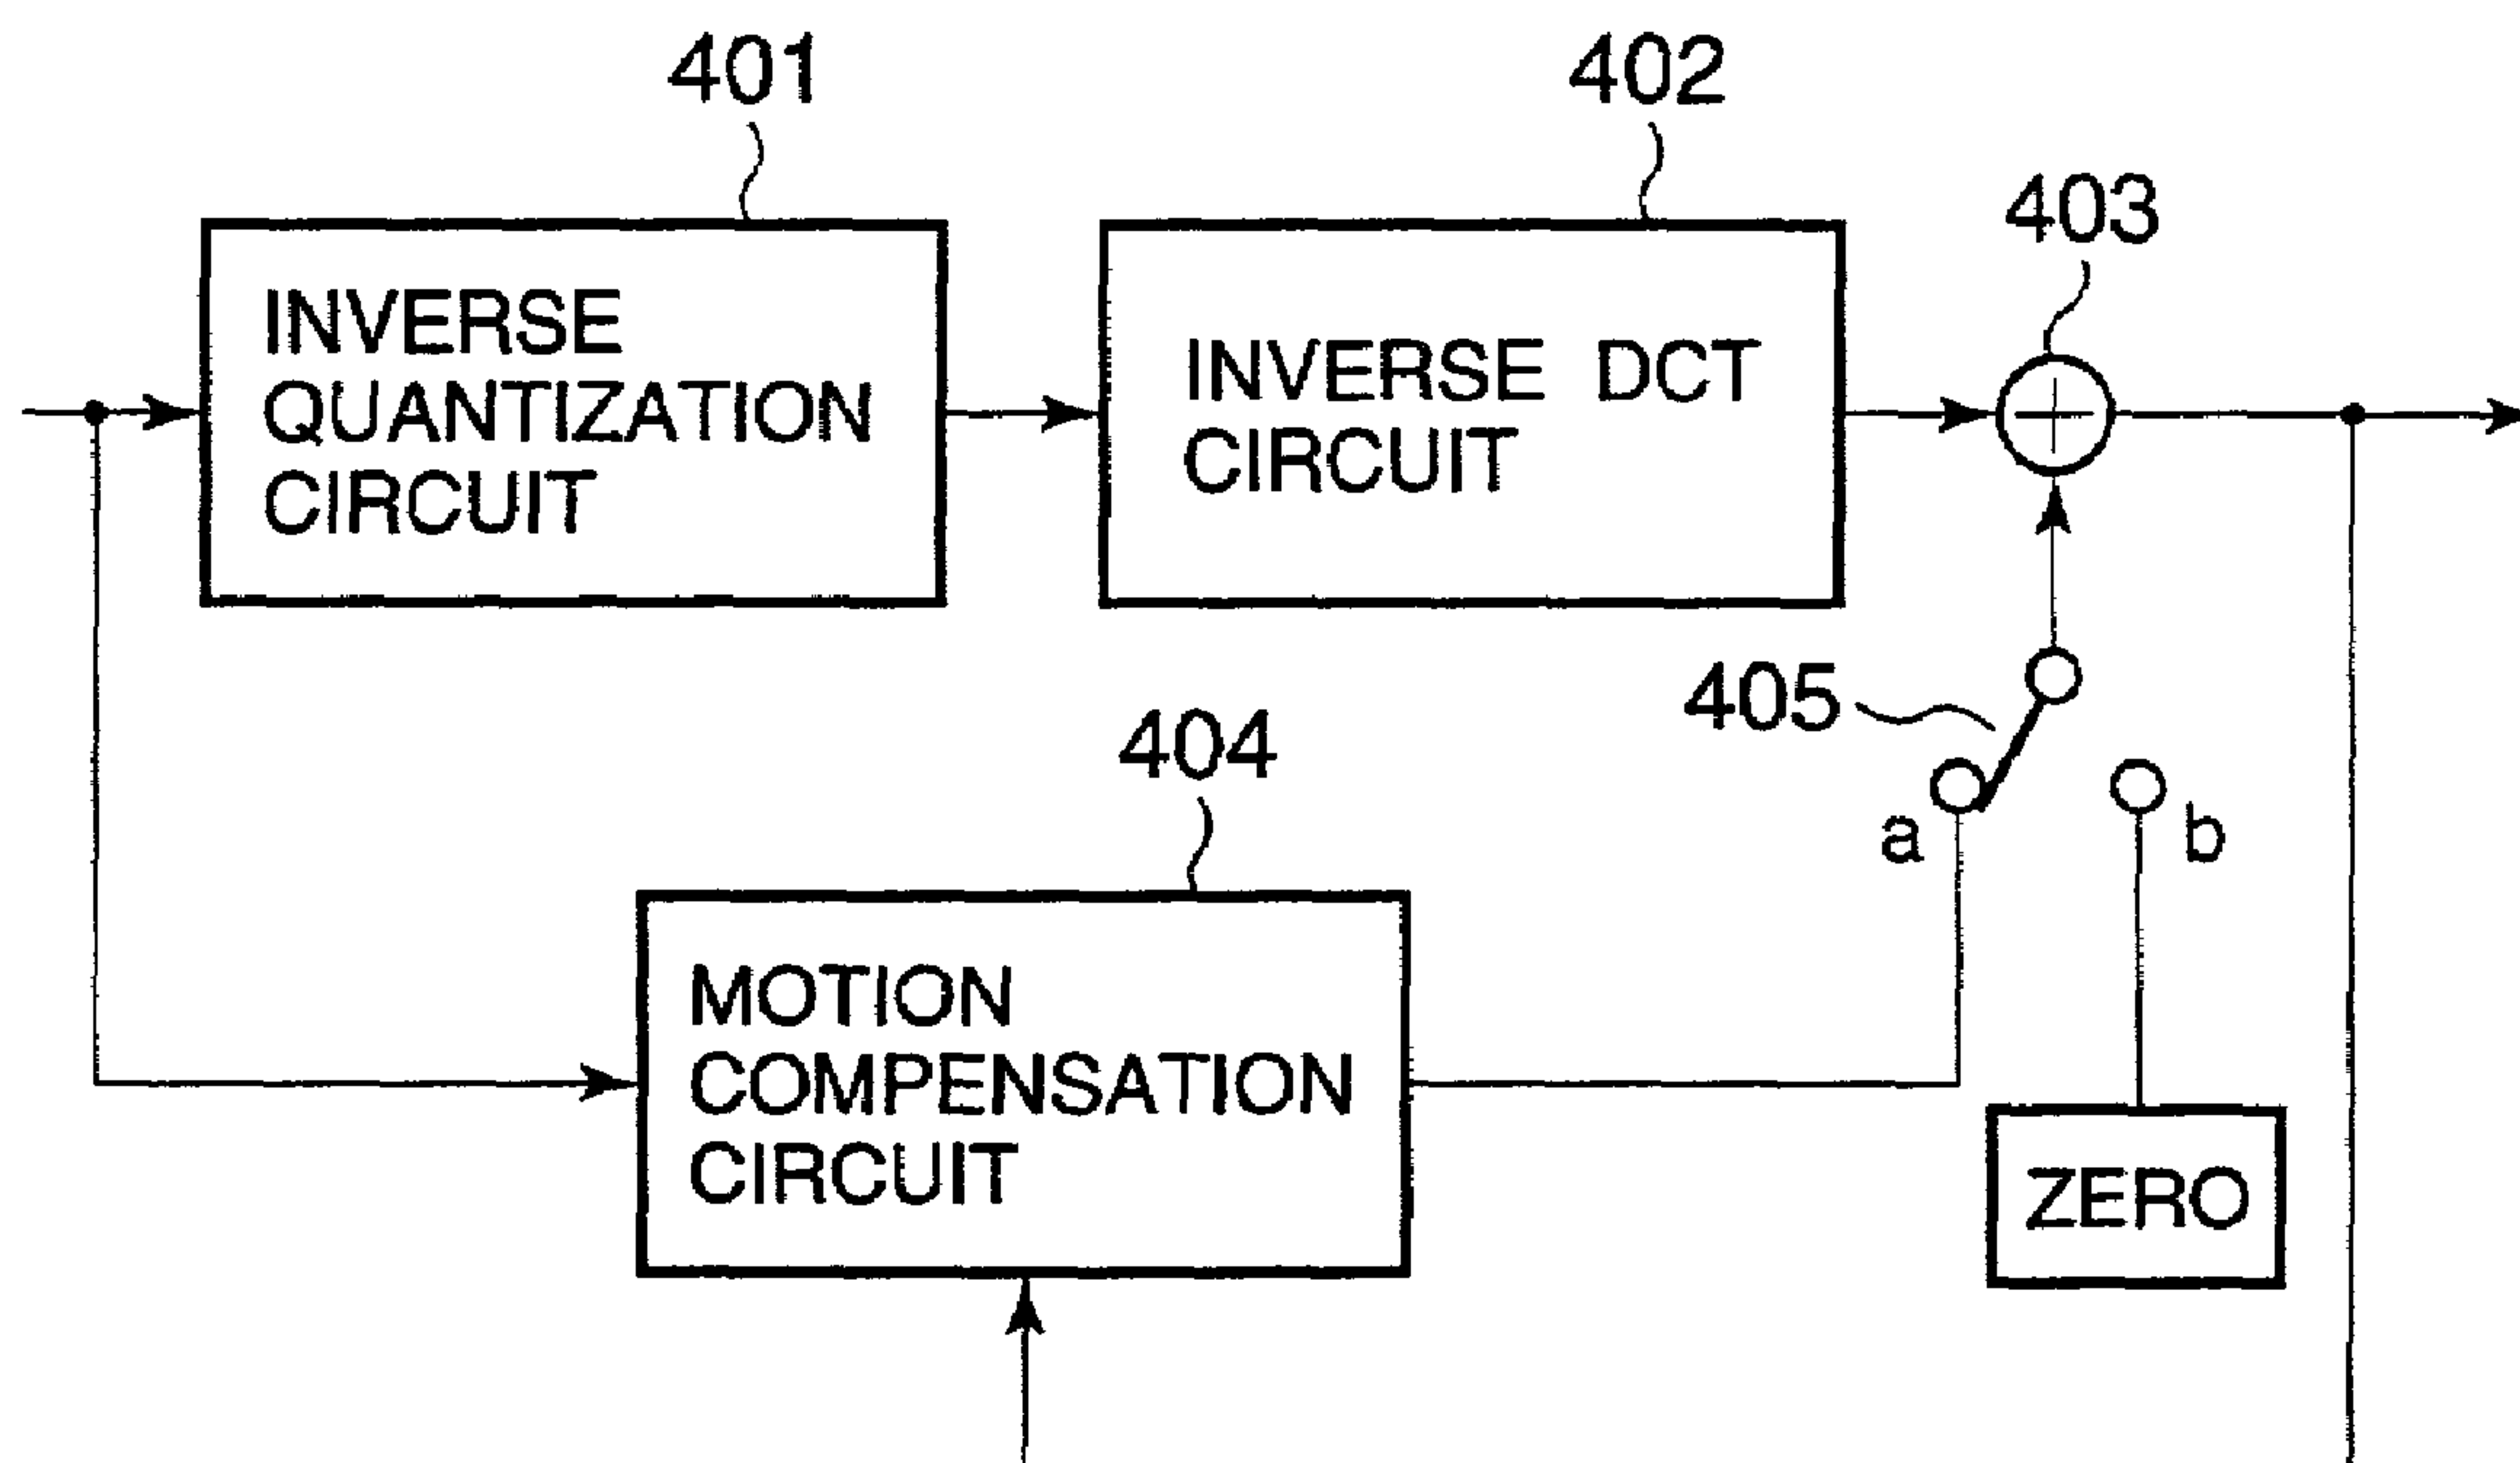 401
402
403
INVERSE
QUANTIZATION
CIRCUIT
INVERSE DCT
CIRCUIT
405
404
a
b
MOTION
COMPENSATION
CIRCUIT
ZERO